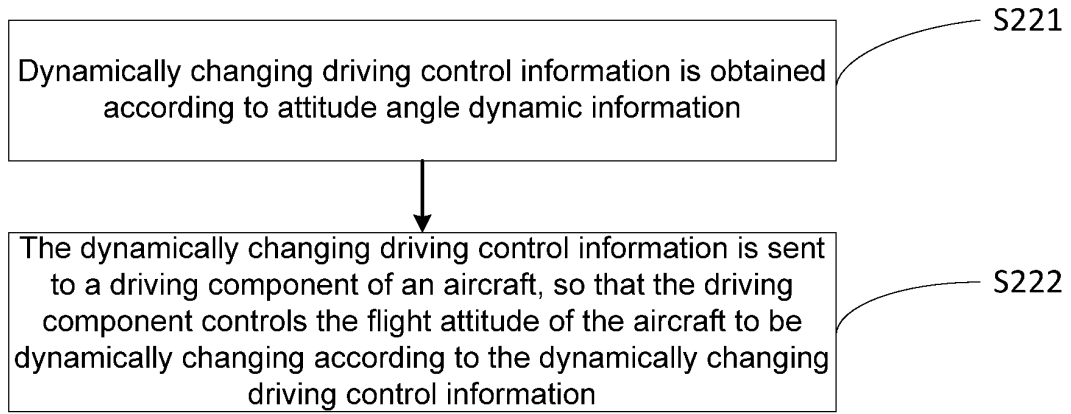 S221
Dynamically changing driving control information is obtained
according to attitude angle dynamic information
The dynamically changing driving control information is sent
to a driving component of an aircraft, so that the driving
component controls the flight attitude of the aircraft to be
dynamically changing according to the dynamically changing
driving control information
S222